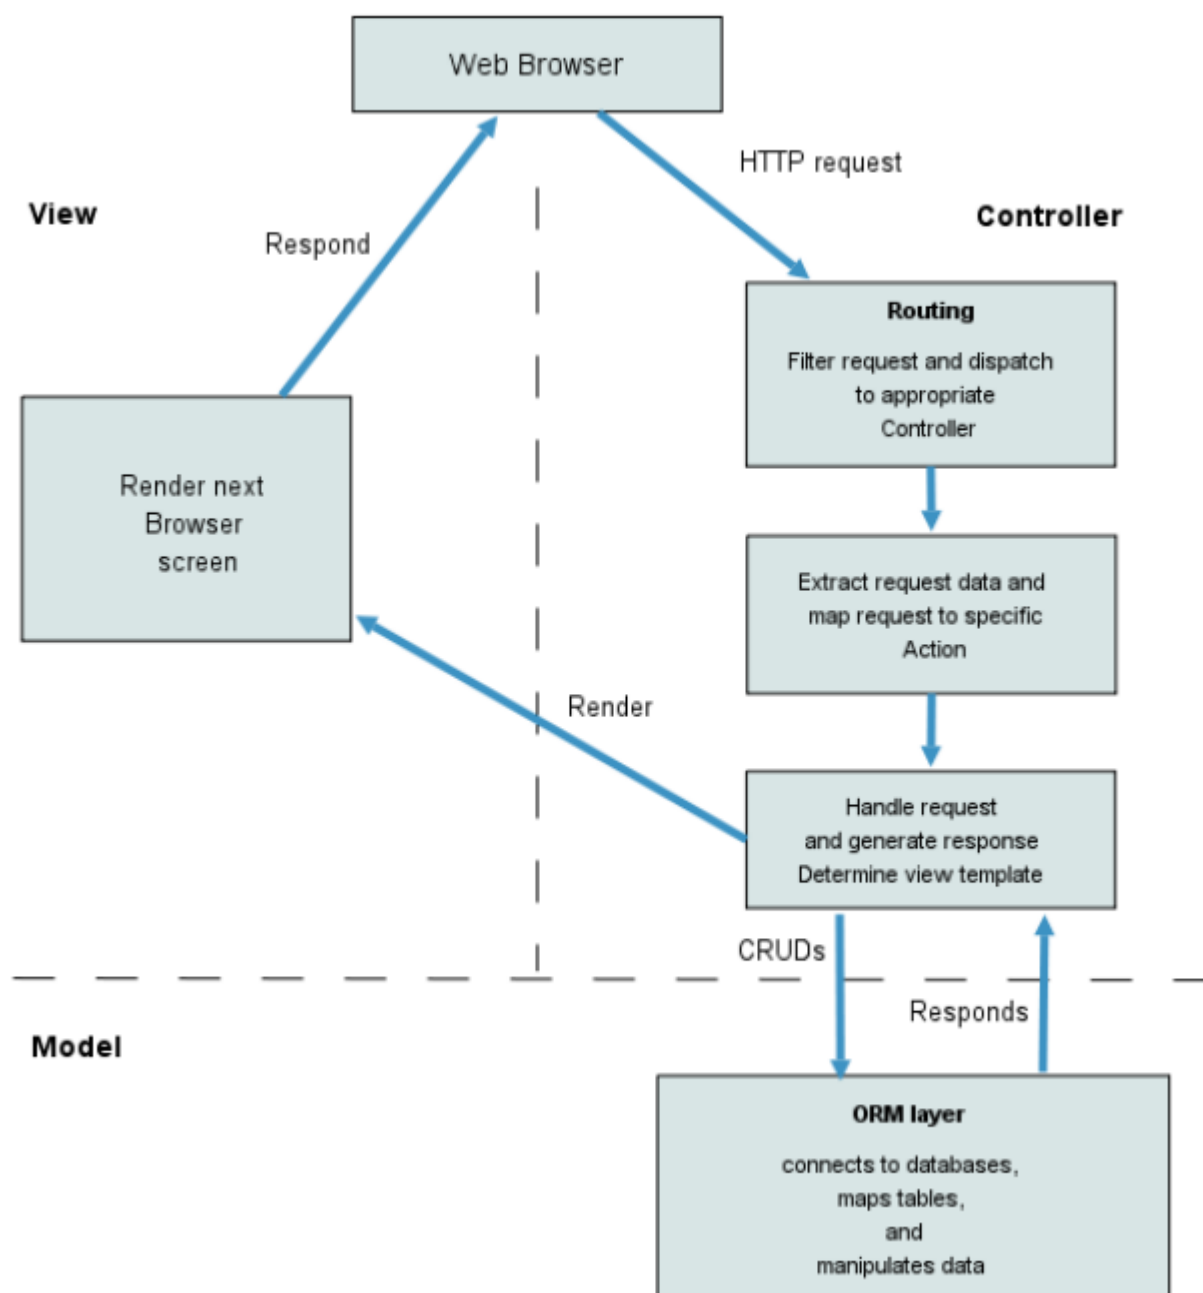 Web Browser
HTTP request
View
Controller
Respond
Routing
Filter request and dispatch
to appropriate
Controller
Render next
Browser
screen
Extract request data and
map request to specific
Action
Render
Handle request
and generate response
Determine view template
CRUDs
Responds
Model
ORM layer
connects to databases,
maps tables,
and
manipulates data